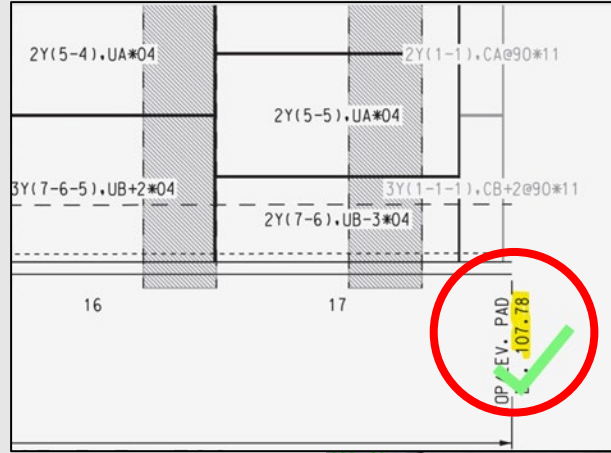 2Y(5-4).UA*04
2Y(1-1).CA@90*11
2Y(5-5).UA*04
3Y(7-6-5).UB+2*04
3Y(1-1-1).CB+2@90*11
2Y(7-6).UB-3*04
16
17
PAD
107.78